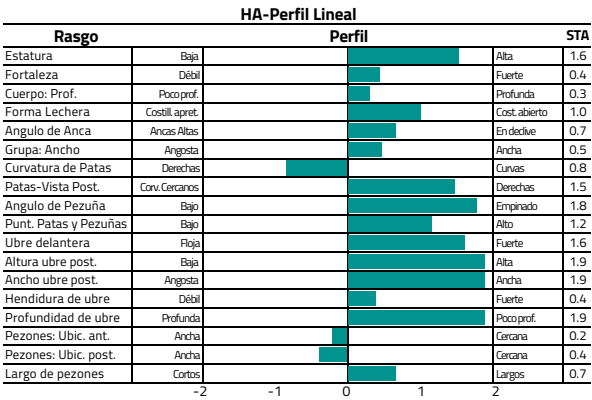 HA-Perfil Lineal
Rasgo Perfil STA
Estatura Baja Alta 1.6
Fortaleza Débil Fuerte 0.4
Cuerpo: Prof. Poco prof. Profunda 0.3
Forma Lechera Costill. apret. Cost. abierto 1.0
Angulo de Anca Ancas Altas En declive 0.7
Grupa: Ancho Angosta Ancha 0.5
Curvatura de Patas Derechas Curvas 0.8
Patas-Vista Post. Corv. Cercanos Derechas 1.5
Angulo de Pezuña Bajo Empinado 1.8
Punt. Patas y Pezuñas Bajo Alto 1.2
Ubre delantera Floja Fuerte 1.6
Altura ubre post. Baja Alta 1.9
Ancho ubre post. Angosta Ancha 1.9
Hendidura de ubre Débil Fuerte 0.4
Profundidad de ubre Profunda Poco prof. 1.9
Pezones: Ubic. ant. Ancha Cercana 0.2
Pezones: Ubic. post. Ancha Cercana 0.4
Largo de pezones Cortos Largos 0.7
-2 -1 0 1 2